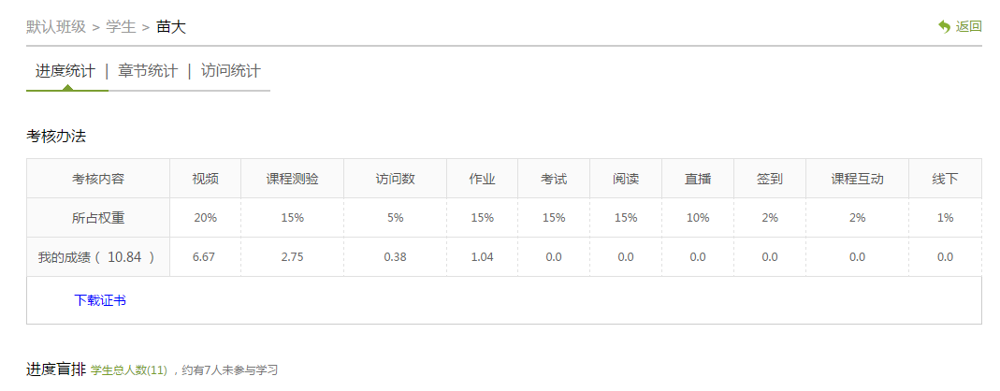 默认班级 > 学生 > 苗大 返回
进度统计 | 章节统计 | 访问统计
考核办法
考核内容 视频 课程测验 访问数 作业 考试 阅读 直播 签到 课程互动 线下
所占权重 20% 15% 5% 15% 15% 15% 10% 2% 2% 1%
我的成绩（ 10.84 ） 6.67 2.75 0.38 1.04 0.0 0.0 0.0 0.0 0.0 0.0
下载证书
进度盲排 学生总人数(11) ，约有7人未参与学习